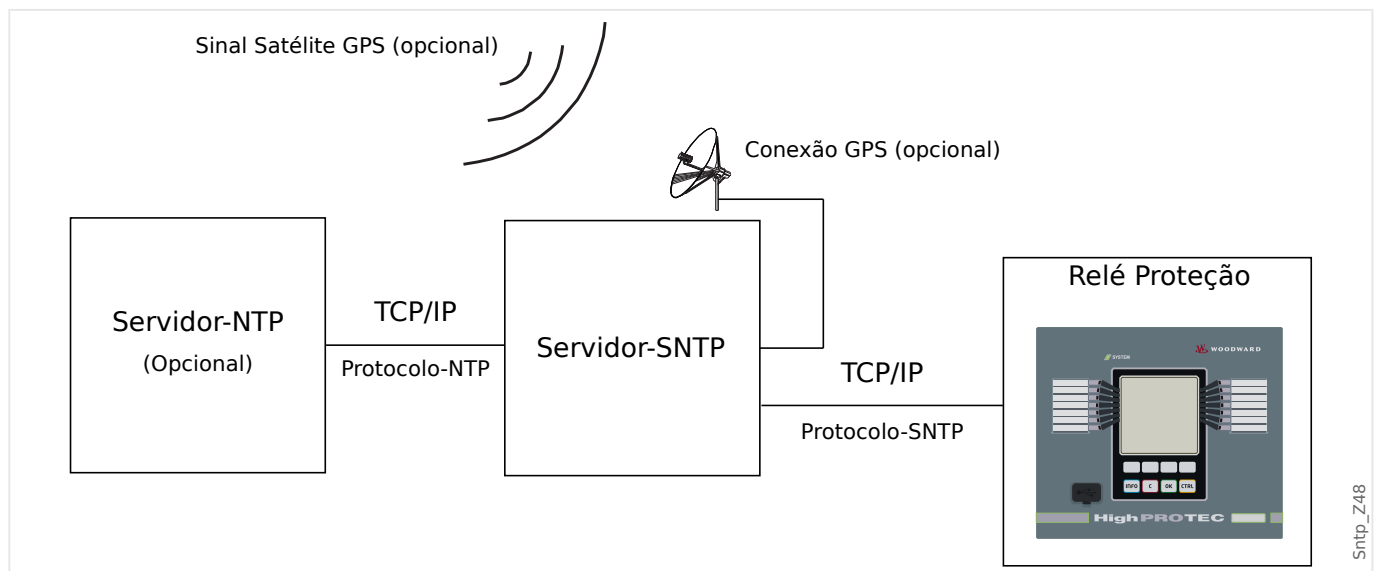 Sinal Satélite GPS (opcional)
Conexão GPS (opcional)
Servidor-NTP
(Opcional)
TCP/IP
Protocolo-NTP
Servidor-SNTP
TCP/IP
Protocolo-SNTP
Relé Proteção
SYSTEM
WOODWARD
INFO
C
OK
CTRL
HighPROTEC
Sntp_Z48